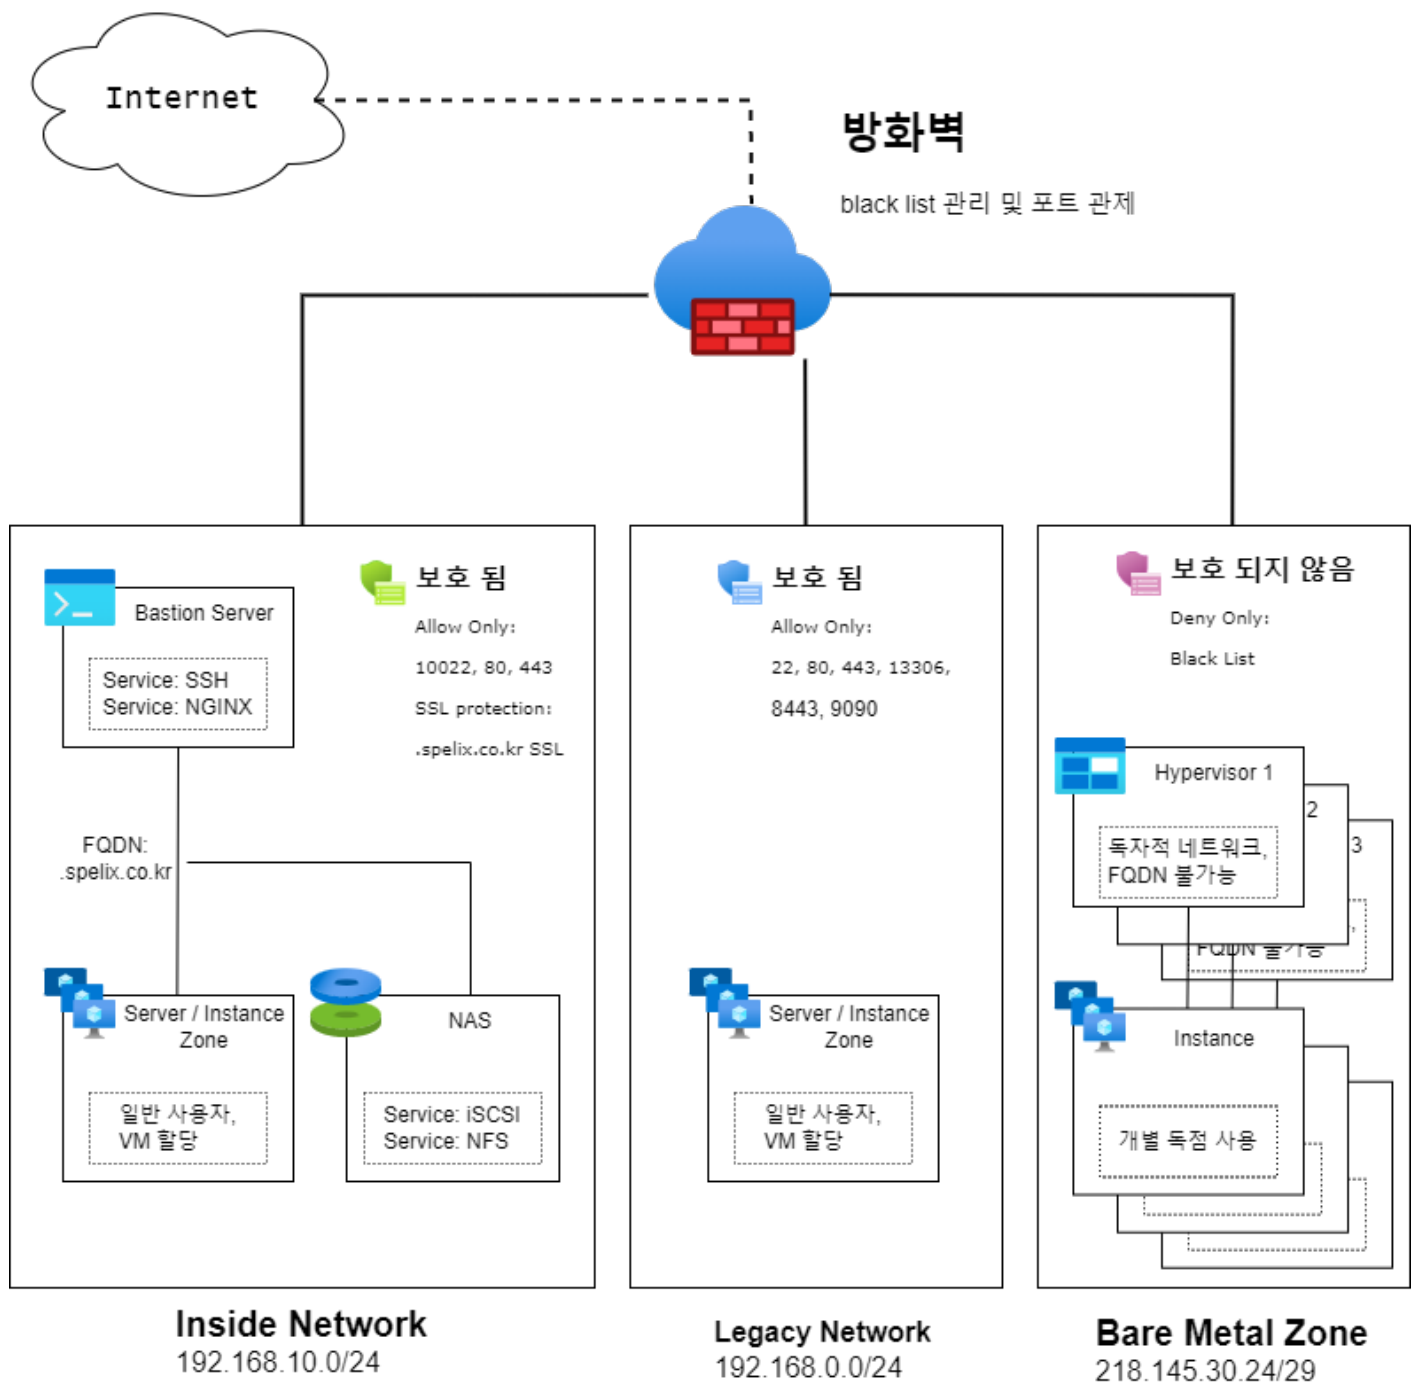 Internet
방화벽
black list 관리 및 포트 관제
Bastion Server
Service: SSH
Service: NGINX
보호 됨
Allow Only:
10022, 80, 443
SSL protection:
.spelix.co.kr SSL
FQDN:
.spelix.co.kr
Server / Instance
Zone
일반 사용자,
VM 할당
NAS
Service: iSCSI
Service: NFS
Inside Network
192.168.10.0/24
보호 됨
Allow Only:
22, 80, 443, 13306,
8443, 9090
Server / Instance
Zone
일반 사용자,
VM 할당
Legacy Network
192.168.0.0/24
보호 되지 않음
Deny Only:
Black List
Hypervisor 1
2
3
독자적 네트워크,
FQDN 불가능
,
FQDN 불가능
Instance
개별 독점 사용
Bare Metal Zone
218.145.30.24/29